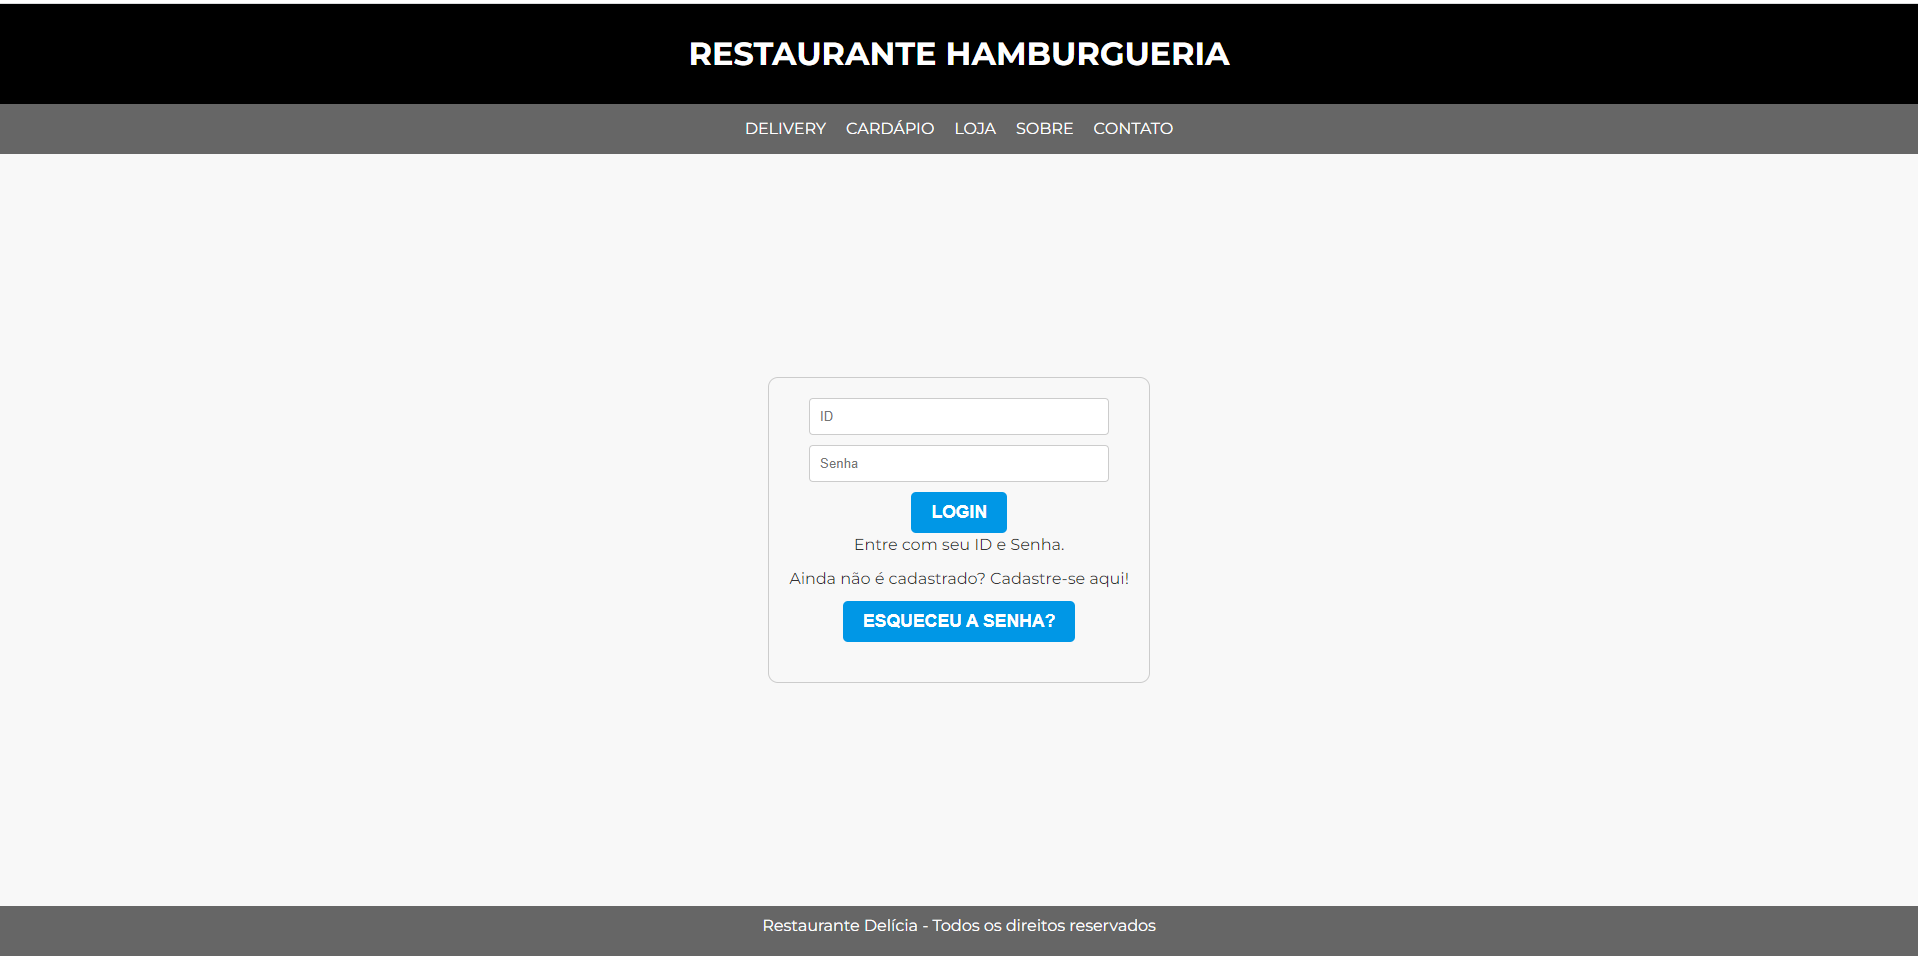 RESTAURANTE HAMBURGUERIA
DELIVERY CARDÁPIO LOJA SOBRE CONTATO
ID
Senha
LOGIN
Entre com seu ID e Senha.
Ainda não é cadastrado? Cadastre-se aqui!
ESQUECEU A SENHA?
Restaurante Delícia - Todos os direitos reservados